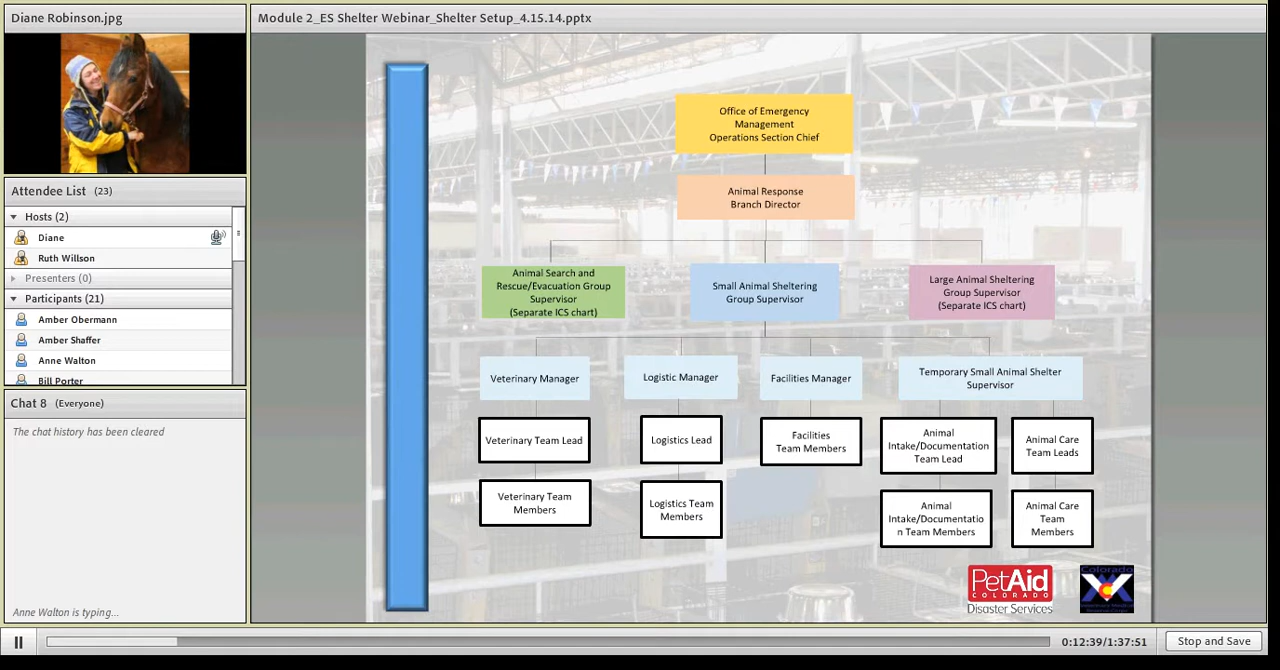 Diane Robinson.jpg
Attendee List (23)
Hosts (2)
Diane
Ruth Willson
Presenters (0)
Participants (21)
Amber Obermann
Amber Shaffer
Anne Walton
Bill Porter
Chat 8 (Everyone)
The chat history has been cleared
Anne Walton is typing...
Module 2_ES Shelter Webinar_Shelter Setup_4.15.14.pptx
Office of Emergency
Management
Operations Section Chief
Animal Response
Branch Director
Animal Search and
Rescue/Evacuation Group
Supervisor
(Separate ICS chart)
Small Animal Sheltering
Group Supervisor
Large Animal Sheltering
Group Supervisor
(Separate ICS chart)
Veterinary Manager
Logistic Manager
Facilities Manager
Temporary Small Animal Shelter
Supervisor
Veterinary Team Lead
Logistics Lead
Facilities
Team Members
Animal
Intake/Documentation
Team Lead
Animal Care
Team Leads
Veterinary Team
Members
Logistics Team
Members
Animal
Intake/Documentatio
n Team Members
Animal Care
Team
Members
PetAid
COLORADO
Disaster Services
Colorado
0:12:39/1:37:51
Stop and Save